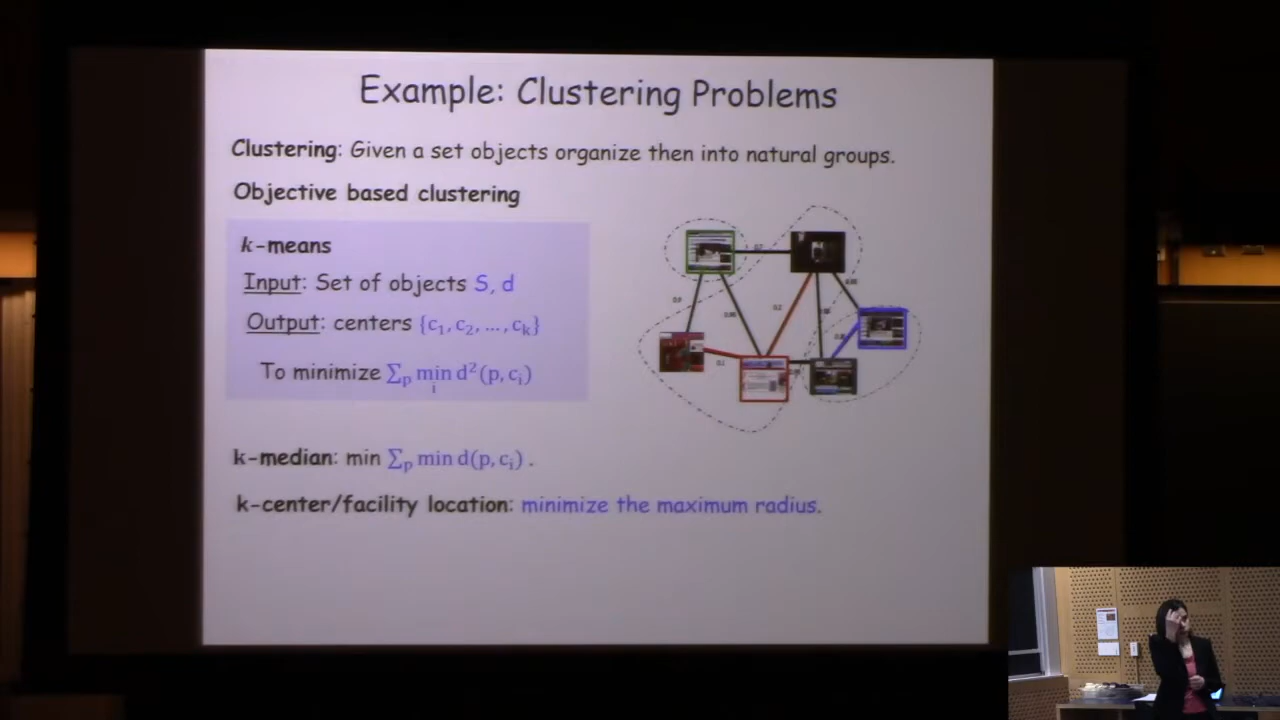 Example: Clustering Problems
Clustering: Given a set objects organize then into natural groups.
Objective based clustering
k-means
Input: Set of objects S, d
Output: centers {c₁, c₂, …, cₖ}
To minimize ∑ₚ min d²(p, cᵢ)
i
k-median: min ∑ₚ min d(p, cᵢ) .
k-center/facility location: minimize the maximum radius.